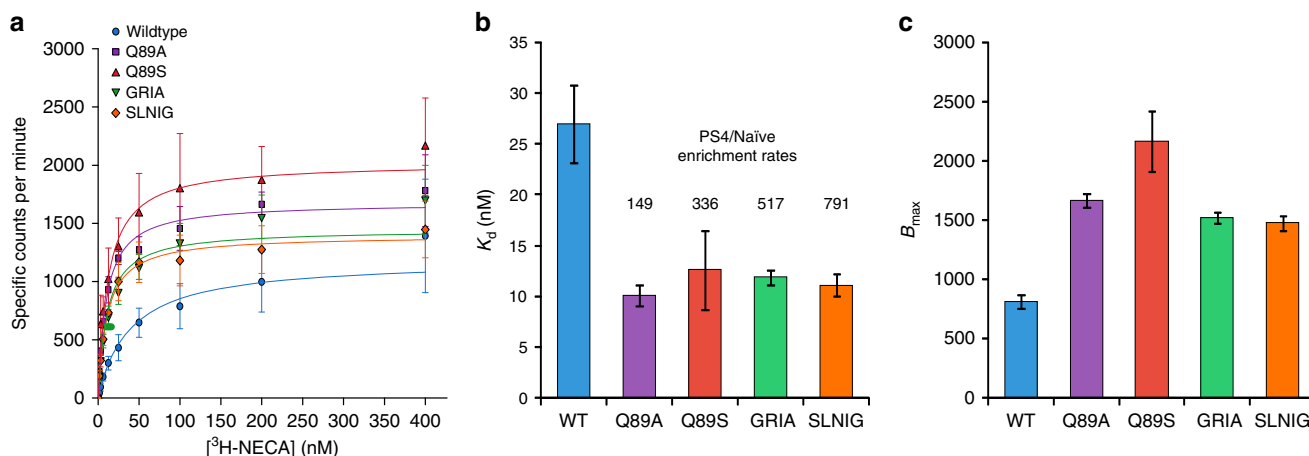 a
Wildtype
Q89A
Q89S
GRIA
SLNIG
3000
2500
2000
1500
1000
500
0
Specific counts per minute
0 50 100 150 200 250 300 350 400
[³H-NECA] (nM)
b
35
30
25
20
15
10
5
0
K_d (nM)
PS4/Naïve
enrichment rates
149 336 517 791
WT Q89A Q89S GRIA SLNIG
c
3000
2500
2000
1500
1000
500
0
B_max
WT Q89A Q89S GRIA SLNIG